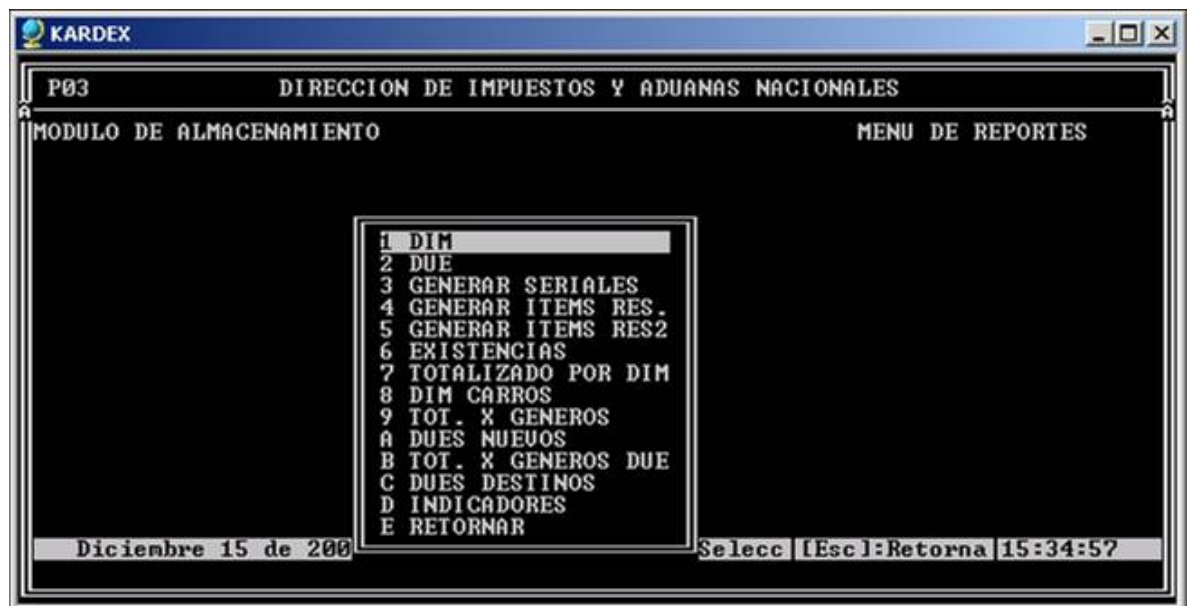 KARDEX
P03 DIRECCION DE IMPUESTOS Y ADUANAS NACIONALES
MODULO DE ALMACENAMIENTO MENU DE REPORTES
1 DIM
2 DUE
3 GENERAR SERIALES
4 GENERAR ITEMS RES.
5 GENERAR ITEMS RES2
6 EXISTENCIAS
7 TOTALIZADO POR DIM
8 DIM CARROS
9 TOT. X GENEROS
A DUES NUEVOS
B TOT. X GENEROS DUE
C DUES DESTINOS
D INDICADORES
E RETORNAR
Diciembre 15 de 200 Selecc|[Esc]:Retorna|15:34:57